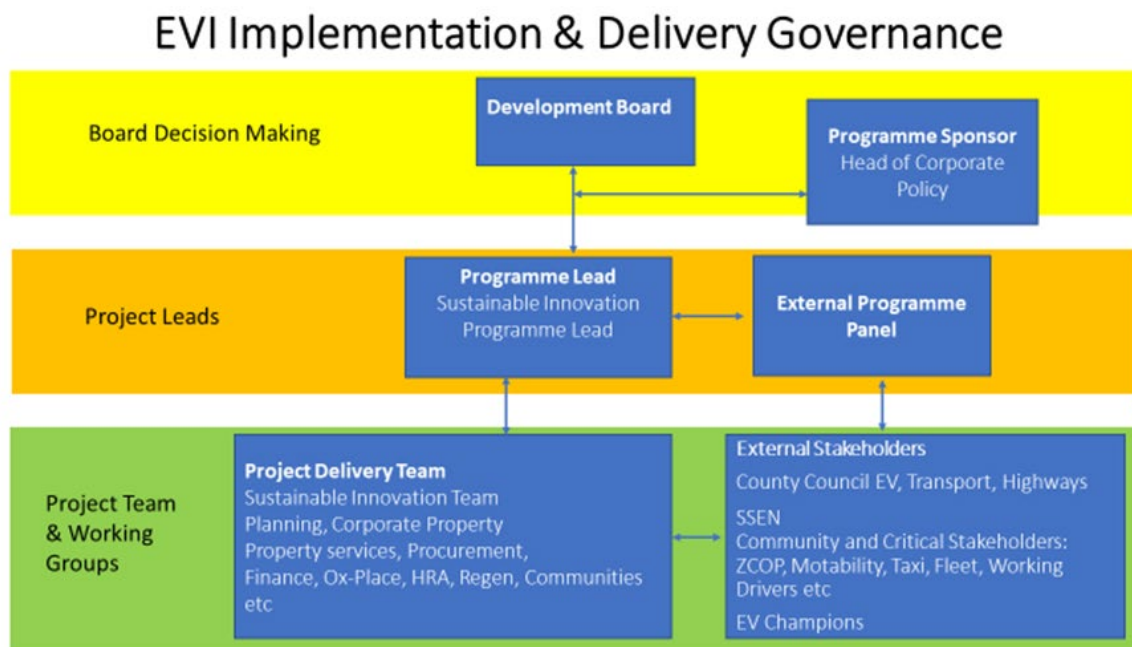 EVI Implementation & Delivery Governance
Board Decision Making
Development Board
Programme Sponsor
Head of Corporate
Policy
Project Leads
Programme Lead
Sustainable Innovation
Programme Lead
External Programme
Panel
Project Team
& Working
Groups
Project Delivery Team
Sustainable Innovation Team
Planning, Corporate Property
Property services, Procurement,
Finance, Ox-Place, HRA, Regen, Communities
etc
External Stakeholders
County Council EV, Transport, Highways
SSEN
Community and Critical Stakeholders:
ZCOP, Motability, Taxi, Fleet, Working
Drivers etc
EV Champions